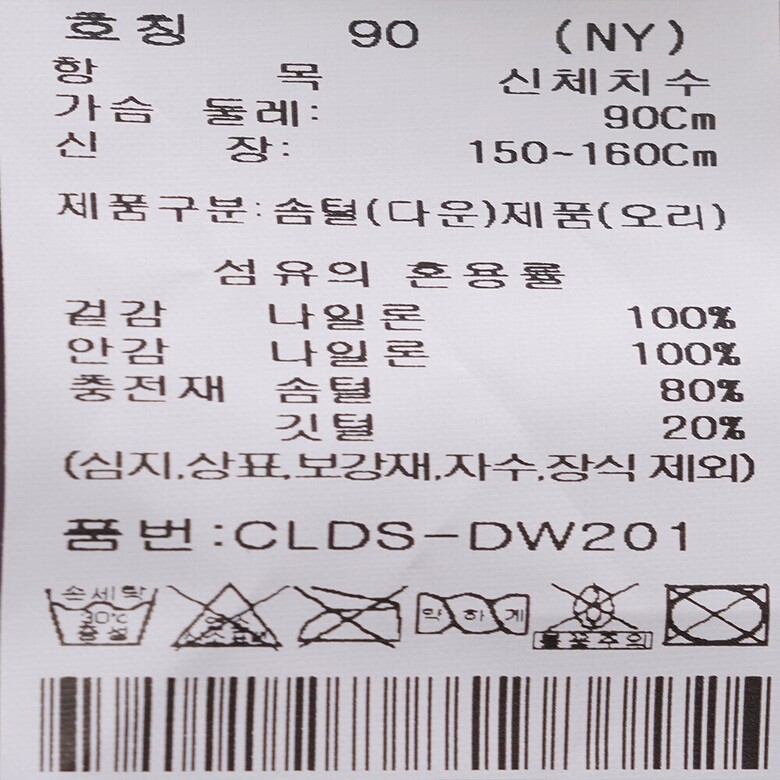 호칭 90 (NY)
항 목 신체치수
가슴 둘레: 90Cm
신 장: 150~160Cm
제품구분:솜털(다운)제품(오리)
섬유의 혼용률
겉감 나일론 100%
안감 나일론 100%
충전재 솜털 80%
깃털 20%
(심지,상표,보강재,자수,장식 제외)
품번:CLDS-DW201
손세탁
30℃
중성
약하게
불꽃주의